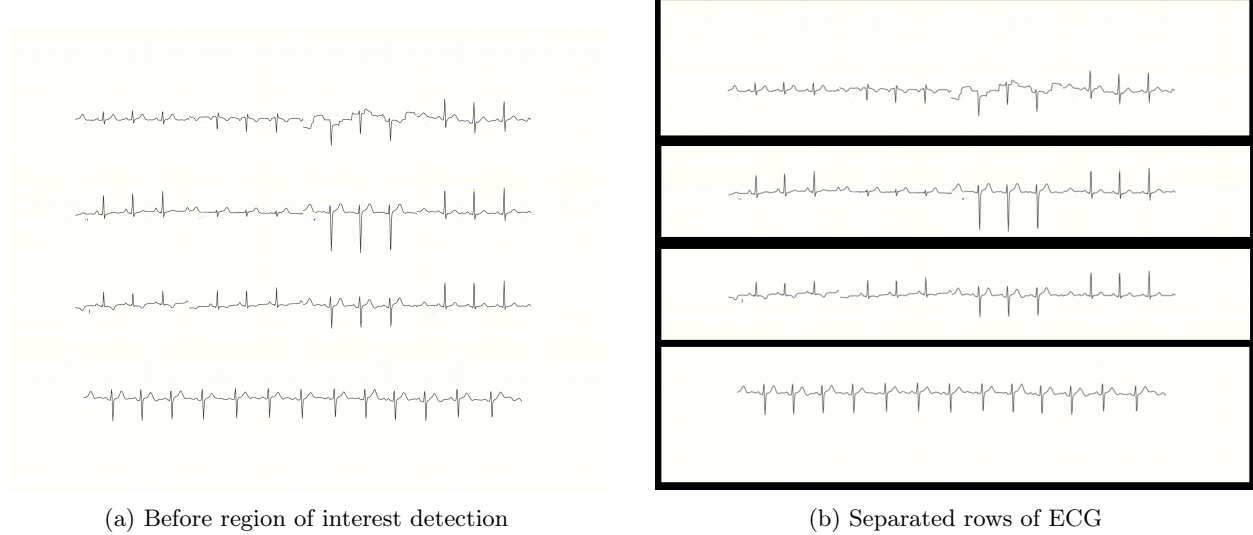 (a) Before region of interest detection
(b) Separated rows of ECG